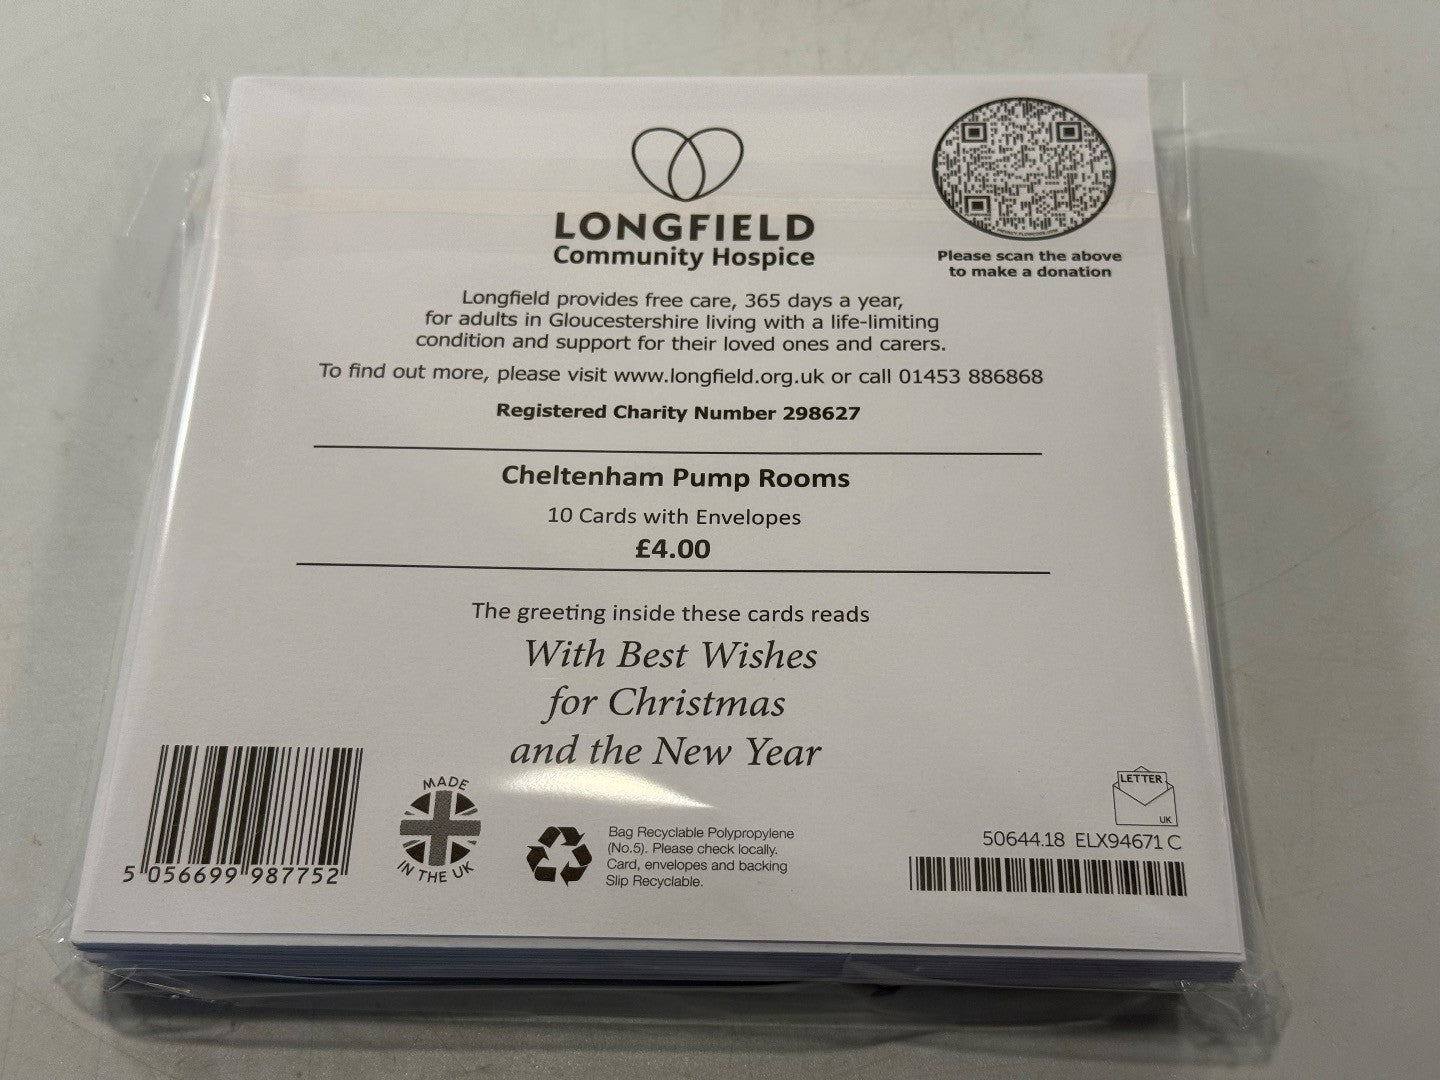 LONGFIELD
Community Hospice
Please scan the above
to make a donation
Longfield provides free care, 365 days a year,
for adults in Gloucestershire living with a life-limiting
condition and support for their loved ones and carers.
To find out more, please visit www.longfield.org.uk or call 01453 886868
Registered Charity Number 298627
Cheltenham Pump Rooms
10 Cards with Envelopes
£4.00
The greeting inside these cards reads
With Best Wishes
for Christmas
and the New Year
5 056699 987752
MADE
IN THE UK
Bag Recyclable Polypropylene
(No.5). Please check locally.
Card, envelopes and backing
Slip Recyclable.
LETTER
UK
50644.18 ELX94671 C